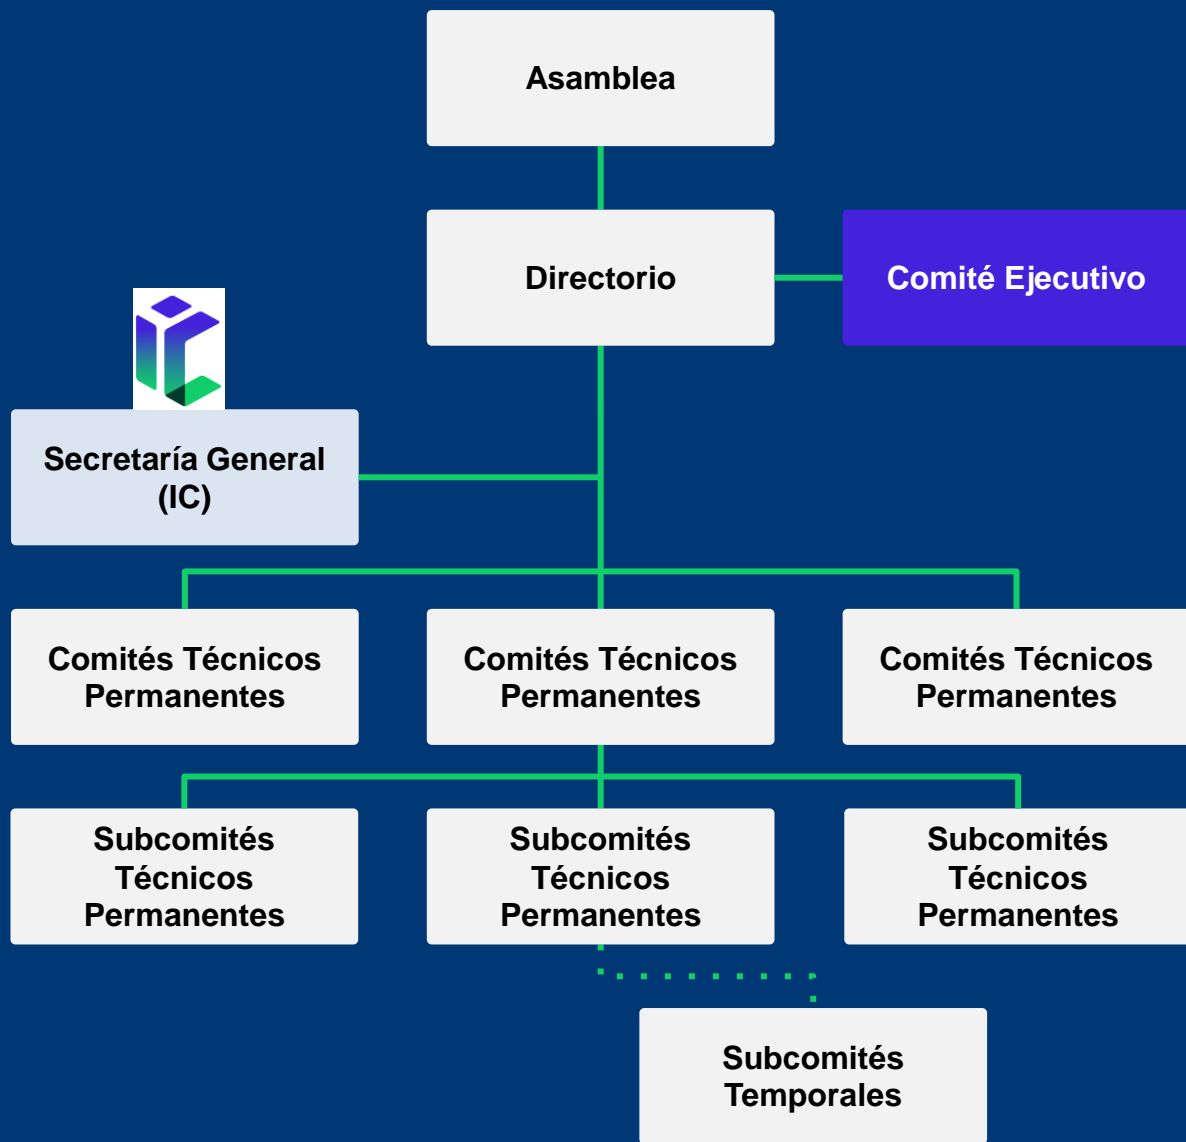 Asamblea
Directorio
Comité Ejecutivo
Secretaría General
(IC)
Comités Técnicos
Permanentes
Comités Técnicos
Permanentes
Comités Técnicos
Permanentes
Subcomités
Técnicos
Permanentes
Subcomités
Técnicos
Permanentes
Subcomités
Técnicos
Permanentes
Subcomités
Temporales